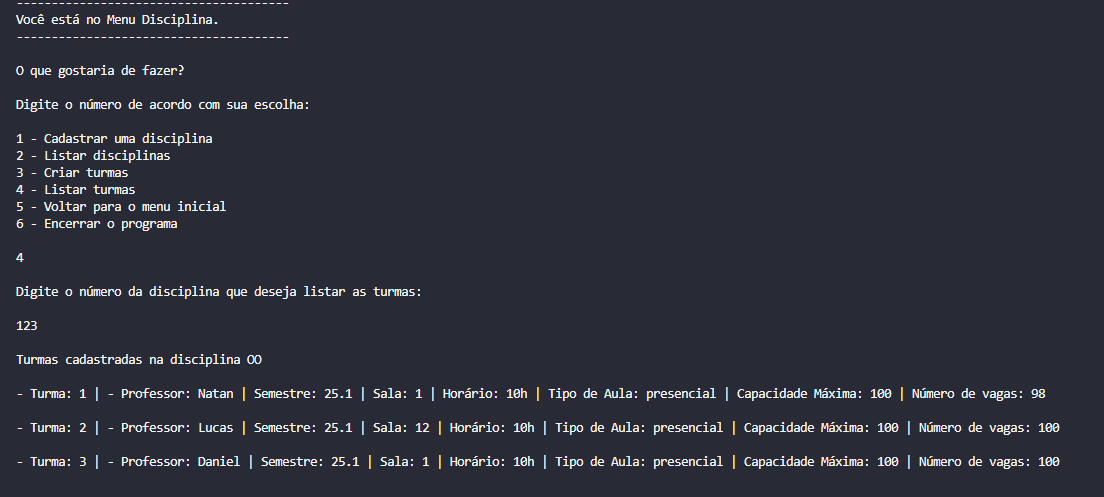 ---------------------------------------
Você está no Menu Disciplina.
---------------------------------------
O que gostaria de fazer?
Digite o número de acordo com sua escolha:
1 - Cadastrar uma disciplina
2 - Listar disciplinas
3 - Criar turmas
4 - Listar turmas
5 - Voltar para o menu inicial
6 - Encerrar o programa
4
Digite o número da disciplina que deseja listar as turmas:
123
Turmas cadastradas na disciplina OO
- Turma: 1 | - Professor: Natan | Semestre: 25.1 | Sala: 1 | Horário: 10h | Tipo de Aula: presencial | Capacidade Máxima: 100 | Número de vagas: 98
- Turma: 2 | - Professor: Lucas | Semestre: 25.1 | Sala: 12 | Horário: 10h | Tipo de Aula: presencial | Capacidade Máxima: 100 | Número de vagas: 100
- Turma: 3 | - Professor: Daniel | Semestre: 25.1 | Sala: 1 | Horário: 10h | Tipo de Aula: presencial | Capacidade Máxima: 100 | Número de vagas: 100